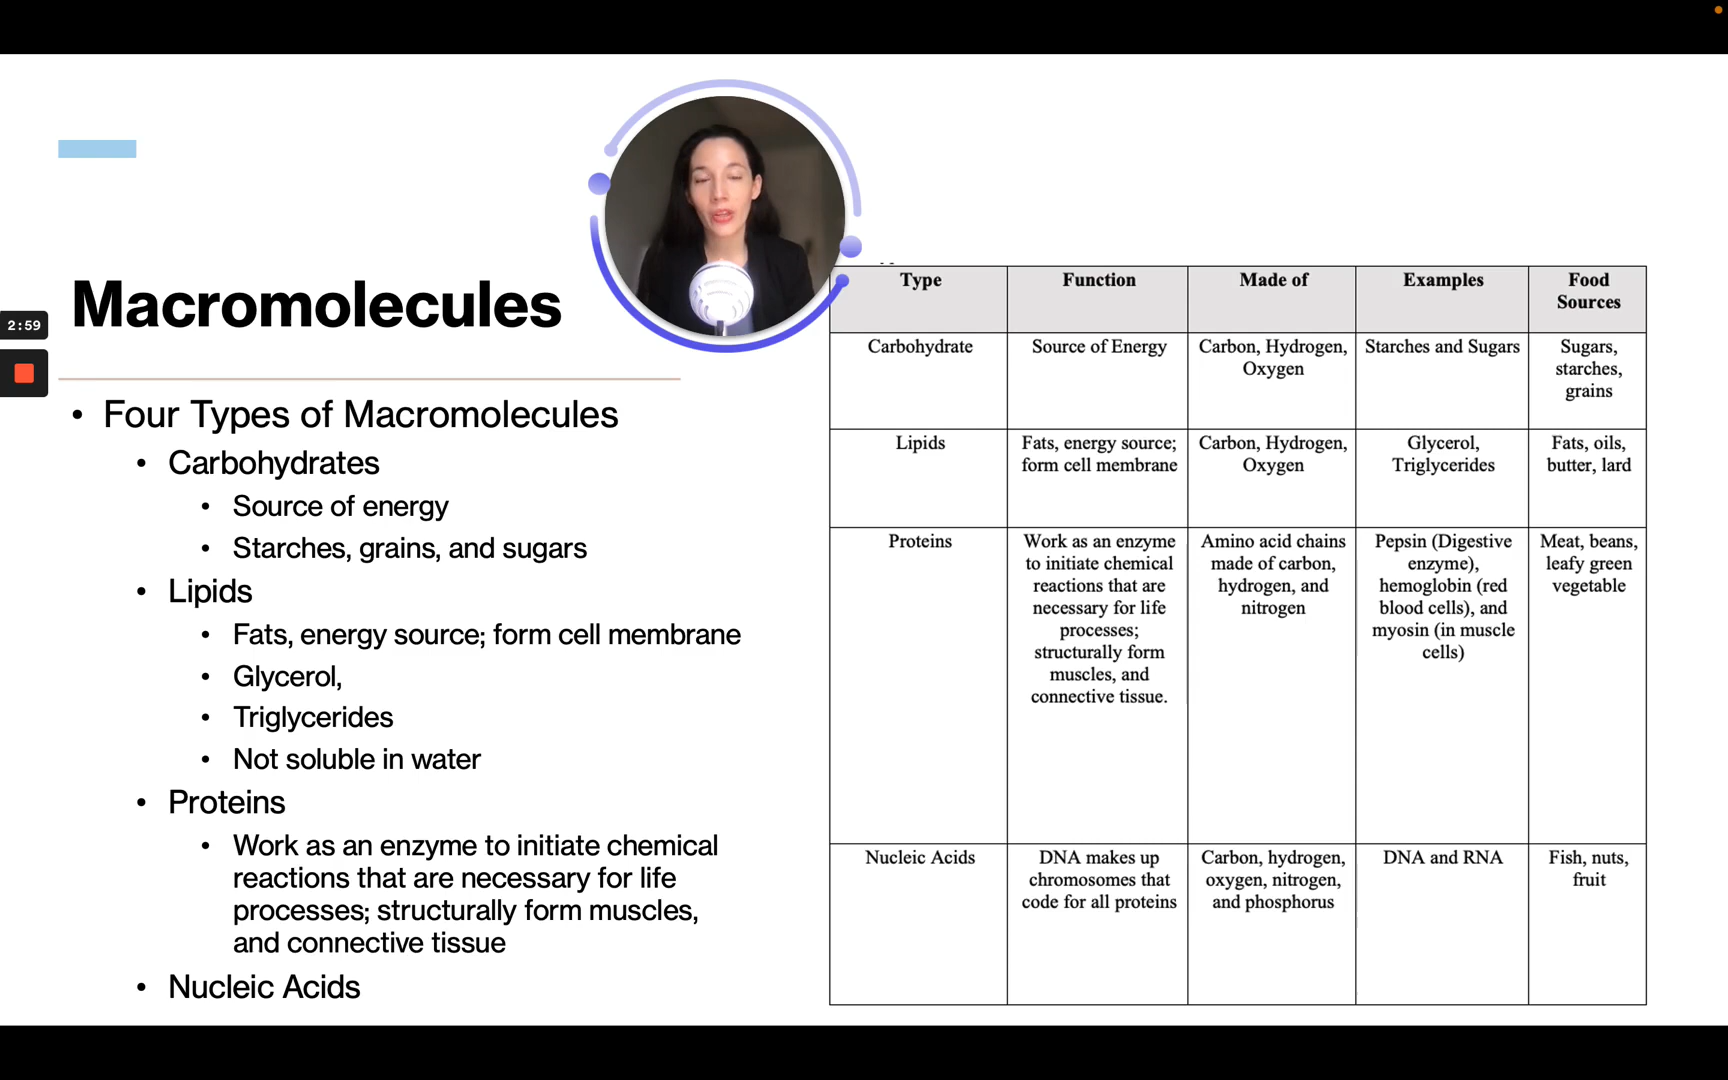 Macromolecules
2:59
• Four Types of Macromolecules
• Carbohydrates
• Source of energy
• Starches, grains, and sugars
• Lipids
• Fats, energy source; form cell membrane
• Glycerol,
• Triglycerides
• Not soluble in water
• Proteins
• Work as an enzyme to initiate chemical
reactions that are necessary for life
processes; structurally form muscles,
and connective tissue
• Nucleic Acids
Type
Function
Made of
Examples
Food
Sources
Carbohydrate
Source of Energy
Carbon, Hydrogen,
Oxygen
Starches and Sugars
Sugars,
starches,
grains
Lipids
Fats, energy source;
form cell membrane
Carbon, Hydrogen,
Oxygen
Glycerol,
Triglycerides
Fats, oils,
butter, lard
Proteins
Work as an enzyme
to initiate chemical
reactions that are
necessary for life
processes;
structurally form
muscles, and
connective tissue.
Amino acid chains
made of carbon,
hydrogen, and
nitrogen
Pepsin (Digestive
enzyme),
hemoglobin (red
blood cells), and
myosin (in muscle
cells)
Meat, beans,
leafy green
vegetable
Nucleic Acids
DNA makes up
chromosomes that
code for all proteins
Carbon, hydrogen,
oxygen, nitrogen,
and phosphorus
DNA and RNA
Fish, nuts,
fruit